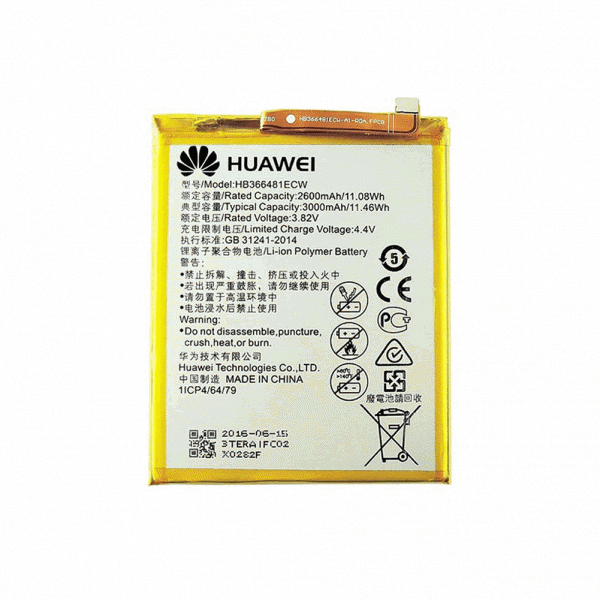 HB366481ECW-A1-ROA_FPCB
HUAWEI
型号/Model:HB366481ECW
额定容量/Rated Capacity: 2600mAh/11.08Wh
典型容量/Typical Capacity: 3000mAh/11.46Wh
额定电压/Rated Voltage:3.82V
充电限制电压/Limited Charge Voltage: 4.4V
执行标准:GB 31241-2014
锂离子聚合物电池/Li-ion Polymer Battery
警告:
•禁止拆解、撞击、挤压或投入火中
•若出现严重鼓胀，请勿继续使用
•请勿置于高温环境中
•电池浸水后禁止使用
Warning:
•Do not disassemble,puncture,
crush,heat,or burn.
华为技术有限公司
Huawei Technologies Co.,LTD.
中国制造 MADE IN CHINA
1ICP4/64/79
5
>60°C
>140°F
廢電池請回收
2016-06-15
3TERAIFC02
X0282F